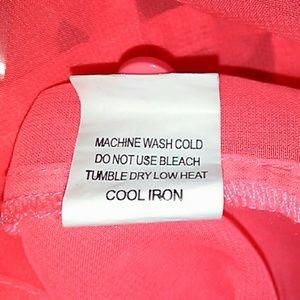 MACHINE WASH COLD
DO NOT USE BLEACH
TUMBLE DRY LOW HEAT
COOL IRON